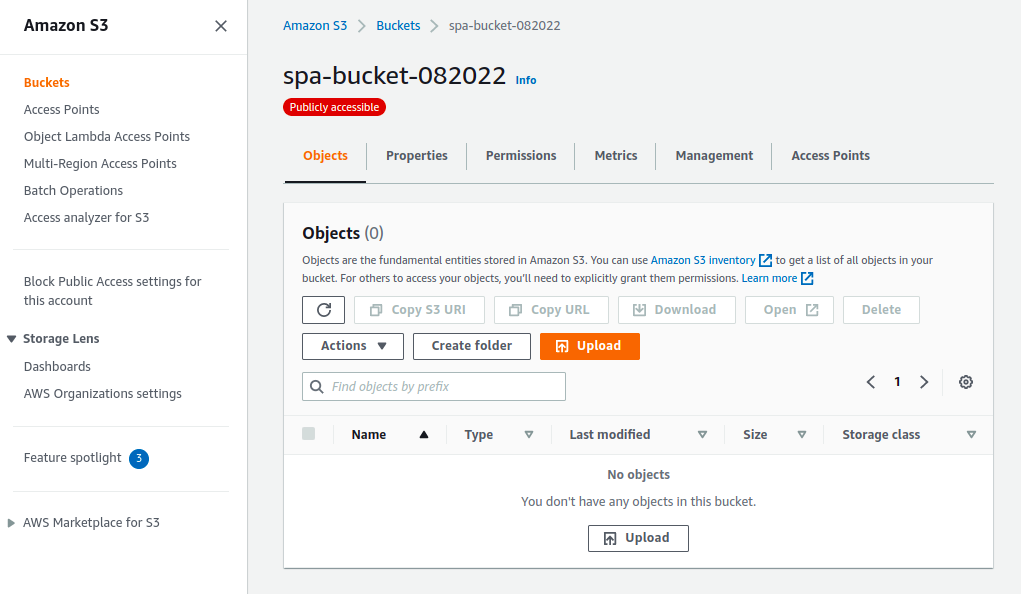 Amazon S3
Buckets
Access Points
Object Lambda Access Points
Multi-Region Access Points
Batch Operations
Access analyzer for S3
Block Public Access settings for
this account
Storage Lens
Dashboards
AWS Organizations settings
Feature spotlight 3
AWS Marketplace for S3
Amazon S3 Buckets spa-bucket-082022
spa-bucket-082022 Info
Publicly accessible
Objects Properties Permissions Metrics Management Access Points
Objects (0)
Objects are the fundamental entities stored in Amazon S3. You can use Amazon S3 inventory to get a list of all objects in your
bucket. For others to access your objects, you'll need to explicitly grant them permissions. Learn more
Copy S3 URI Copy URL Download Open Delete
Actions Create folder Upload
Find objects by prefix 1
Name Type Last modified Size Storage class
No objects
You don't have any objects in this bucket.
Upload